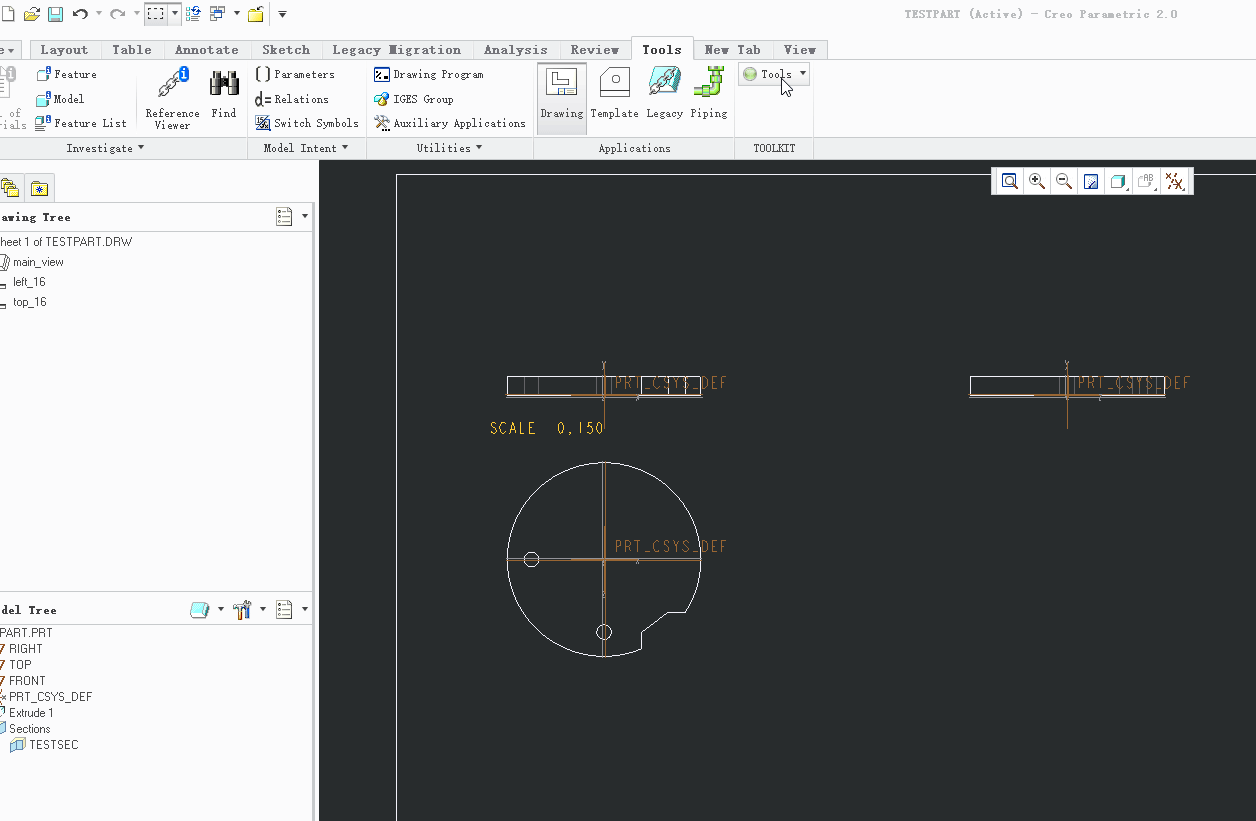 TESTPART (Active) - Creo Parametric 2.0
Layout Table Annotate Sketch Legacy Migration Analysis Review Tools New Tab View
Feature
Model
Feature List
Reference Viewer
Find
Investigate
Parameters
Relations
Switch Symbols
Model Intent
Drawing Program
IGES Group
Auxiliary Applications
Utilities
Drawing
Template
Legacy
Piping
Applications
Tools
TOOLKIT
awing Tree
heet 1 of TESTPART.DRW
main_view
left_16
top_16
del Tree
PART.PRT
RIGHT
TOP
FRONT
PRT_CSYS_DEF
Extrude 1
Sections
TESTSEC
PRT_CSYS_DEF
PRT_CSYS_DEF
SCALE 0,150
PRT_CSYS_DEF